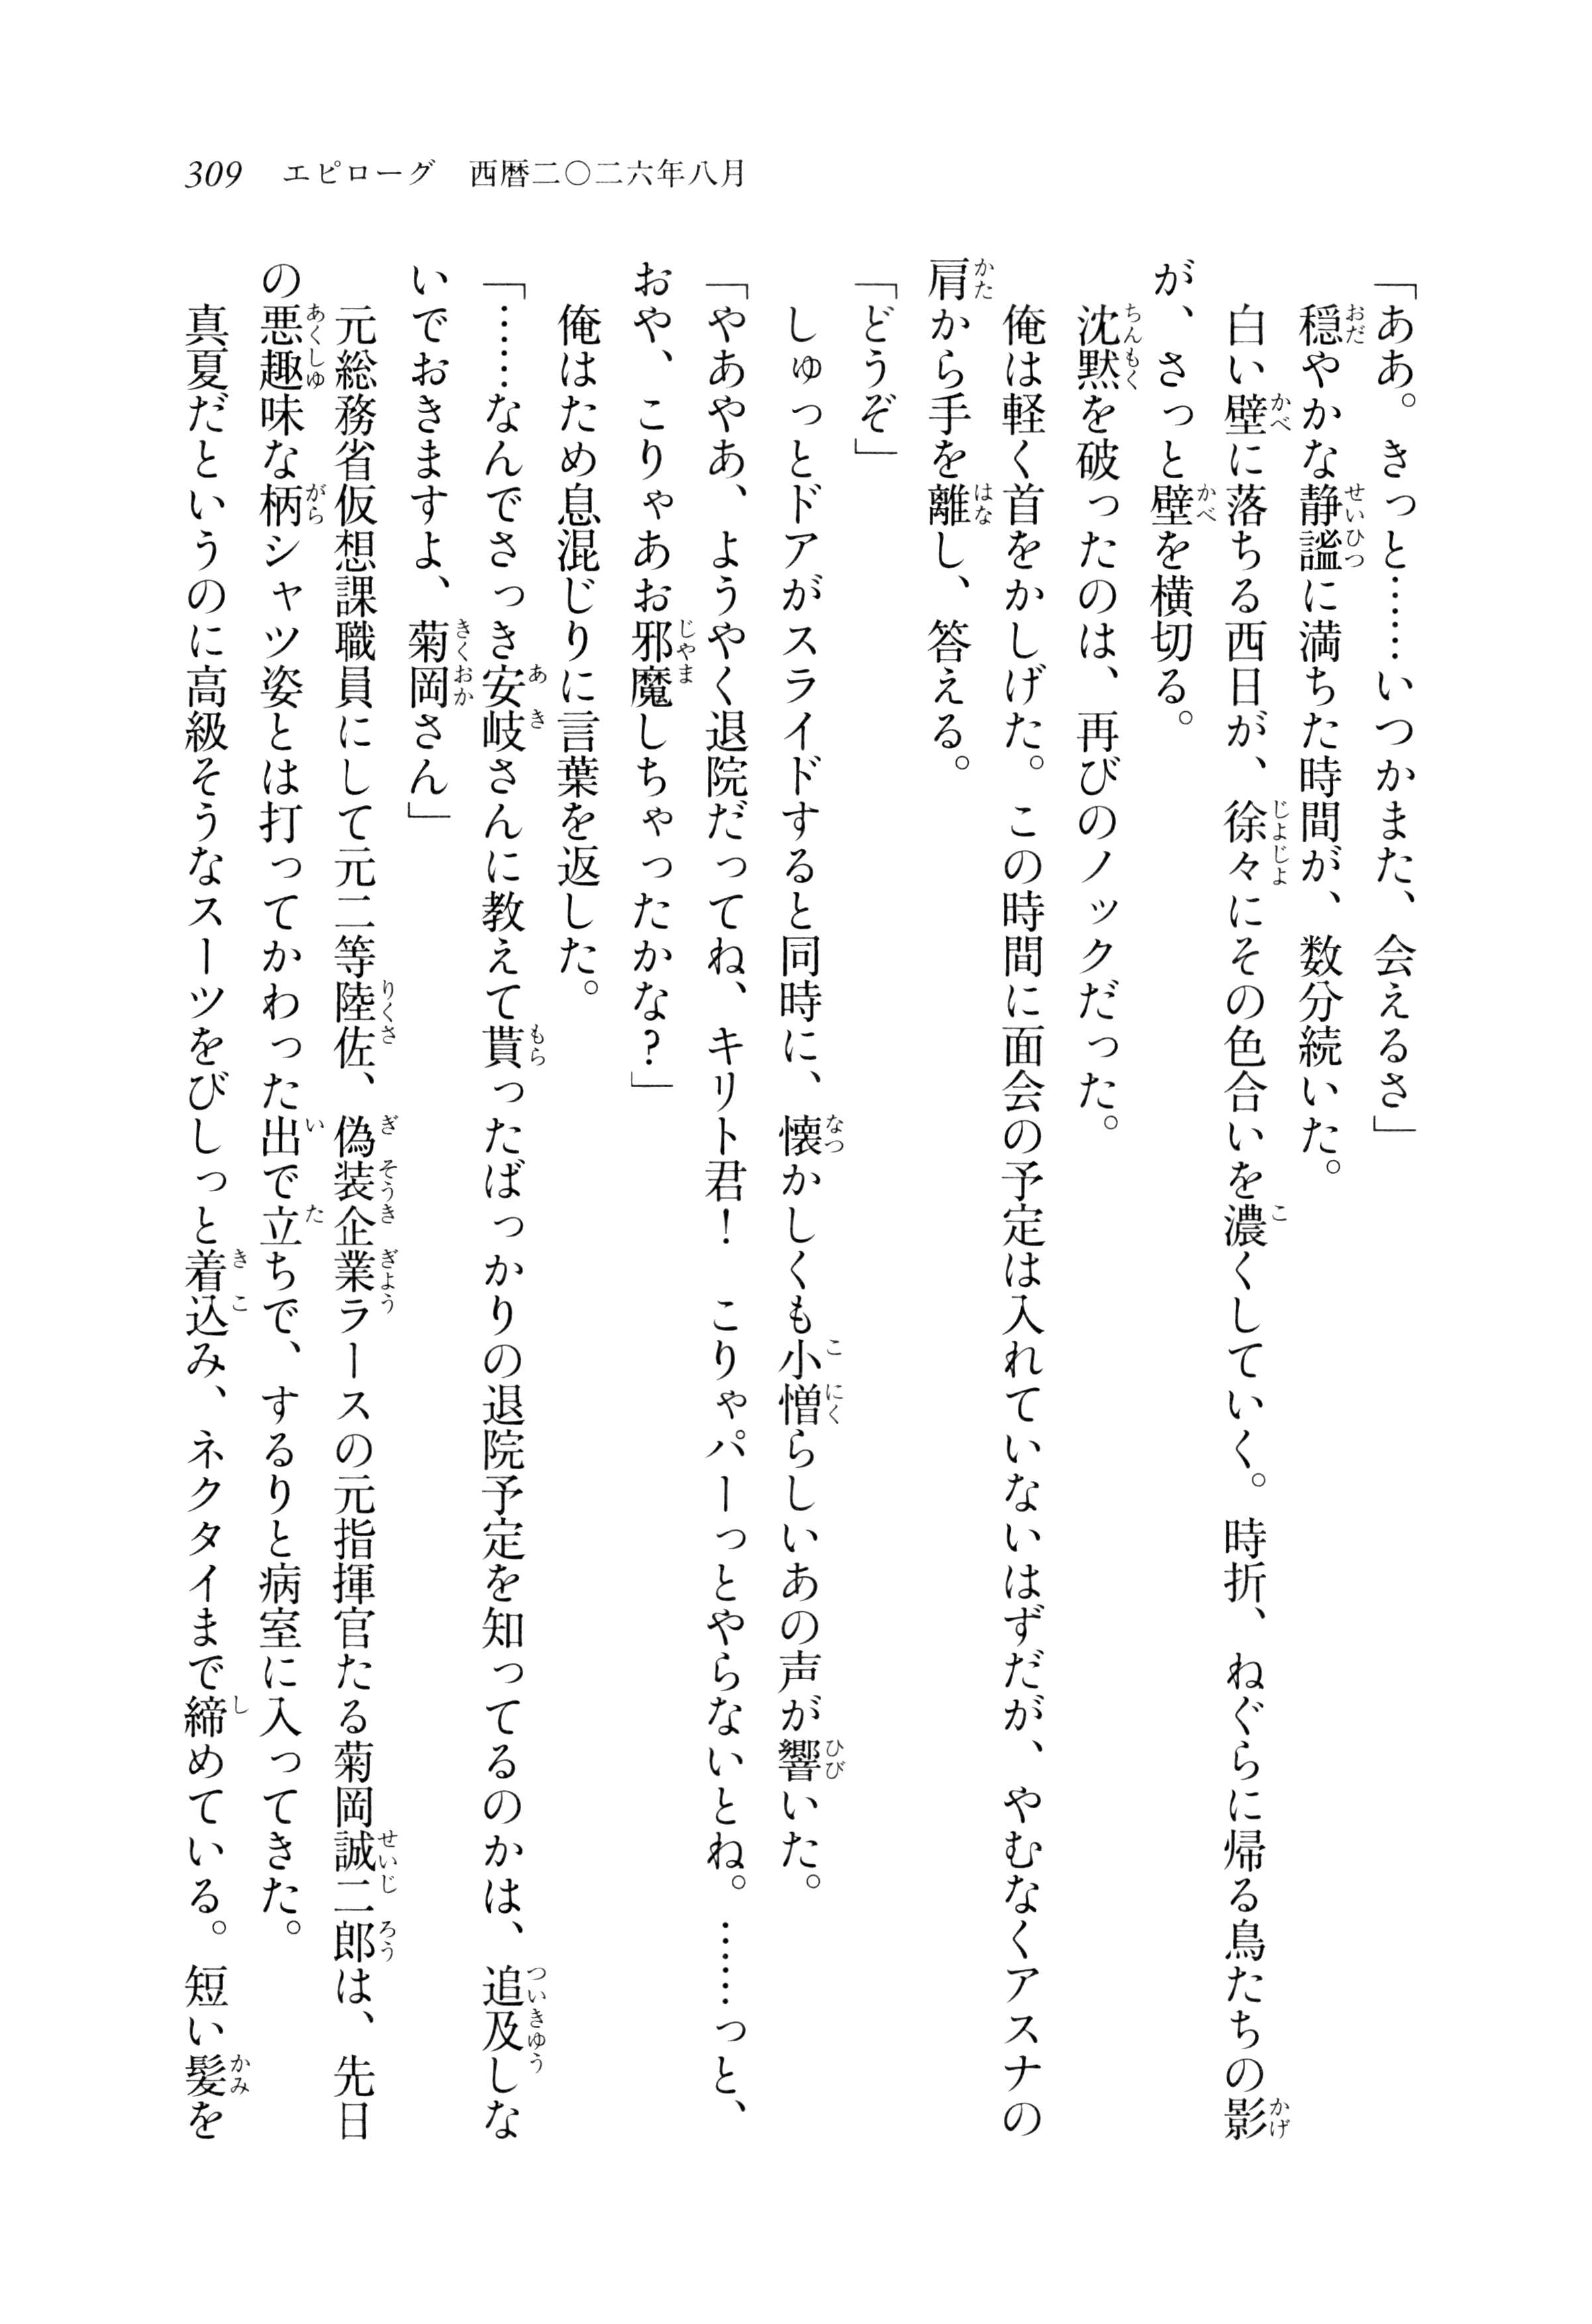 309 エピローグ 西暦二〇二六年八月
「ああ。きっと……いつかまた、会えるさ」
穏やかな静謐に満ちた時間が、数分続いた。
白い壁に落ちる西日が、徐々にその色合いを濃くしていく。時折、ねぐらに帰る鳥たちの影
が、さっと壁を横切る。
沈黙を破ったのは、再びのノックだった。
俺は軽く首をかしげた。この時間に面会の予定は入れていないはずだが、やむなくアスナの
肩から手を離し、答える。
「どうぞ」
しゅっとドアがスライドすると同時に、懐かしくも小憎らしいあの声が響いた。
「やあやあ、ようやく退院だってね、キリト君！　こりゃパーっとやらないとね。……っと、
おや、こりゃあお邪魔しちゃったかな？」
俺はため息混じりに言葉を返した。
「……なんでさっき安岐さんに教えて貰ったばっかりの退院予定を知ってるのかは、追及しな
いでおきますよ、菊岡さん」
元総務省仮想課職員にして元二等陸佐、偽装企業ラースの元指揮官たる菊岡誠二郎は、先日
の悪趣味な柄シャツ姿とは打ってかわった出で立ちで、するりと病室に入ってきた。
真夏だというのに高級そうなスーツをびしっと着込み、ネクタイまで締めている。短い髪を